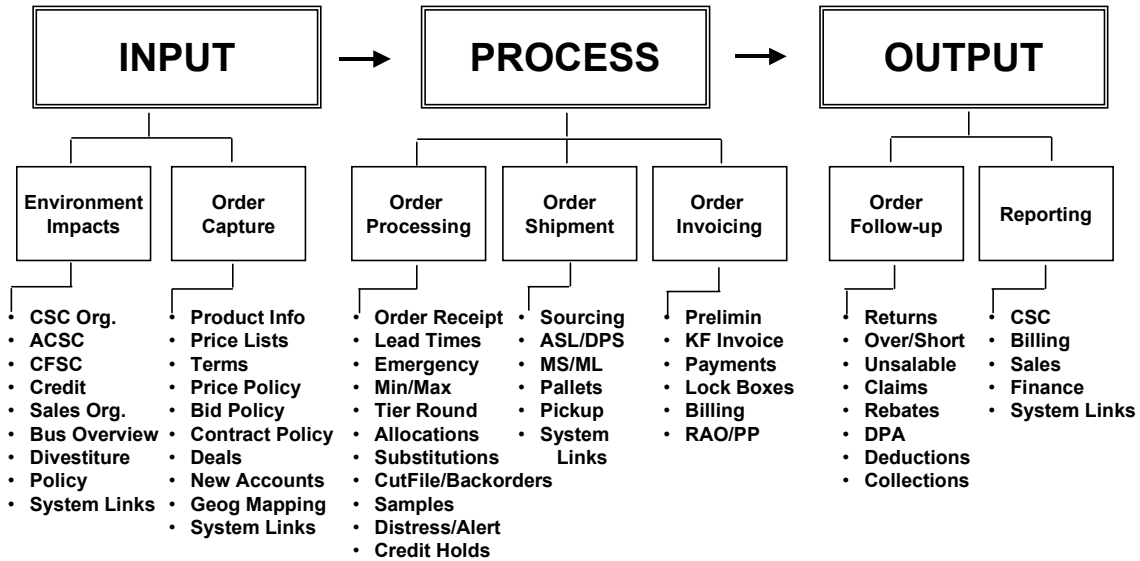 INPUT
PROCESS
OUTPUT
Environment
Impacts
Order
Capture
Order
Processing
Order
Shipment
Order
Invoicing
Order
Follow-up
Reporting
• CSC Org.
• ACSC
• CFSC
• Credit
• Sales Org.
• Bus Overview
• Divestiture
• Policy
• System Links
• Product Info
• Price Lists
• Terms
• Price Policy
• Bid Policy
• Contract Policy
• Deals
• New Accounts
• Geog Mapping
• System Links
• Order Receipt
• Lead Times
• Emergency
• Min/Max
• Tier Round
• Allocations
• Substitutions
• CutFile/Backorders
• Samples
• Distress/Alert
• Credit Holds
• Sourcing
• ASL/DPS
• MS/ML
• Pallets
• Pickup
• System
Links
• Prelimin
• KF Invoice
• Payments
• Lock Boxes
• Billing
• RAO/PP
• Returns
• Over/Short
• Unsalable
• Claims
• Rebates
• DPA
• Deductions
• Collections
• CSC
• Billing
• Sales
• Finance
• System Links